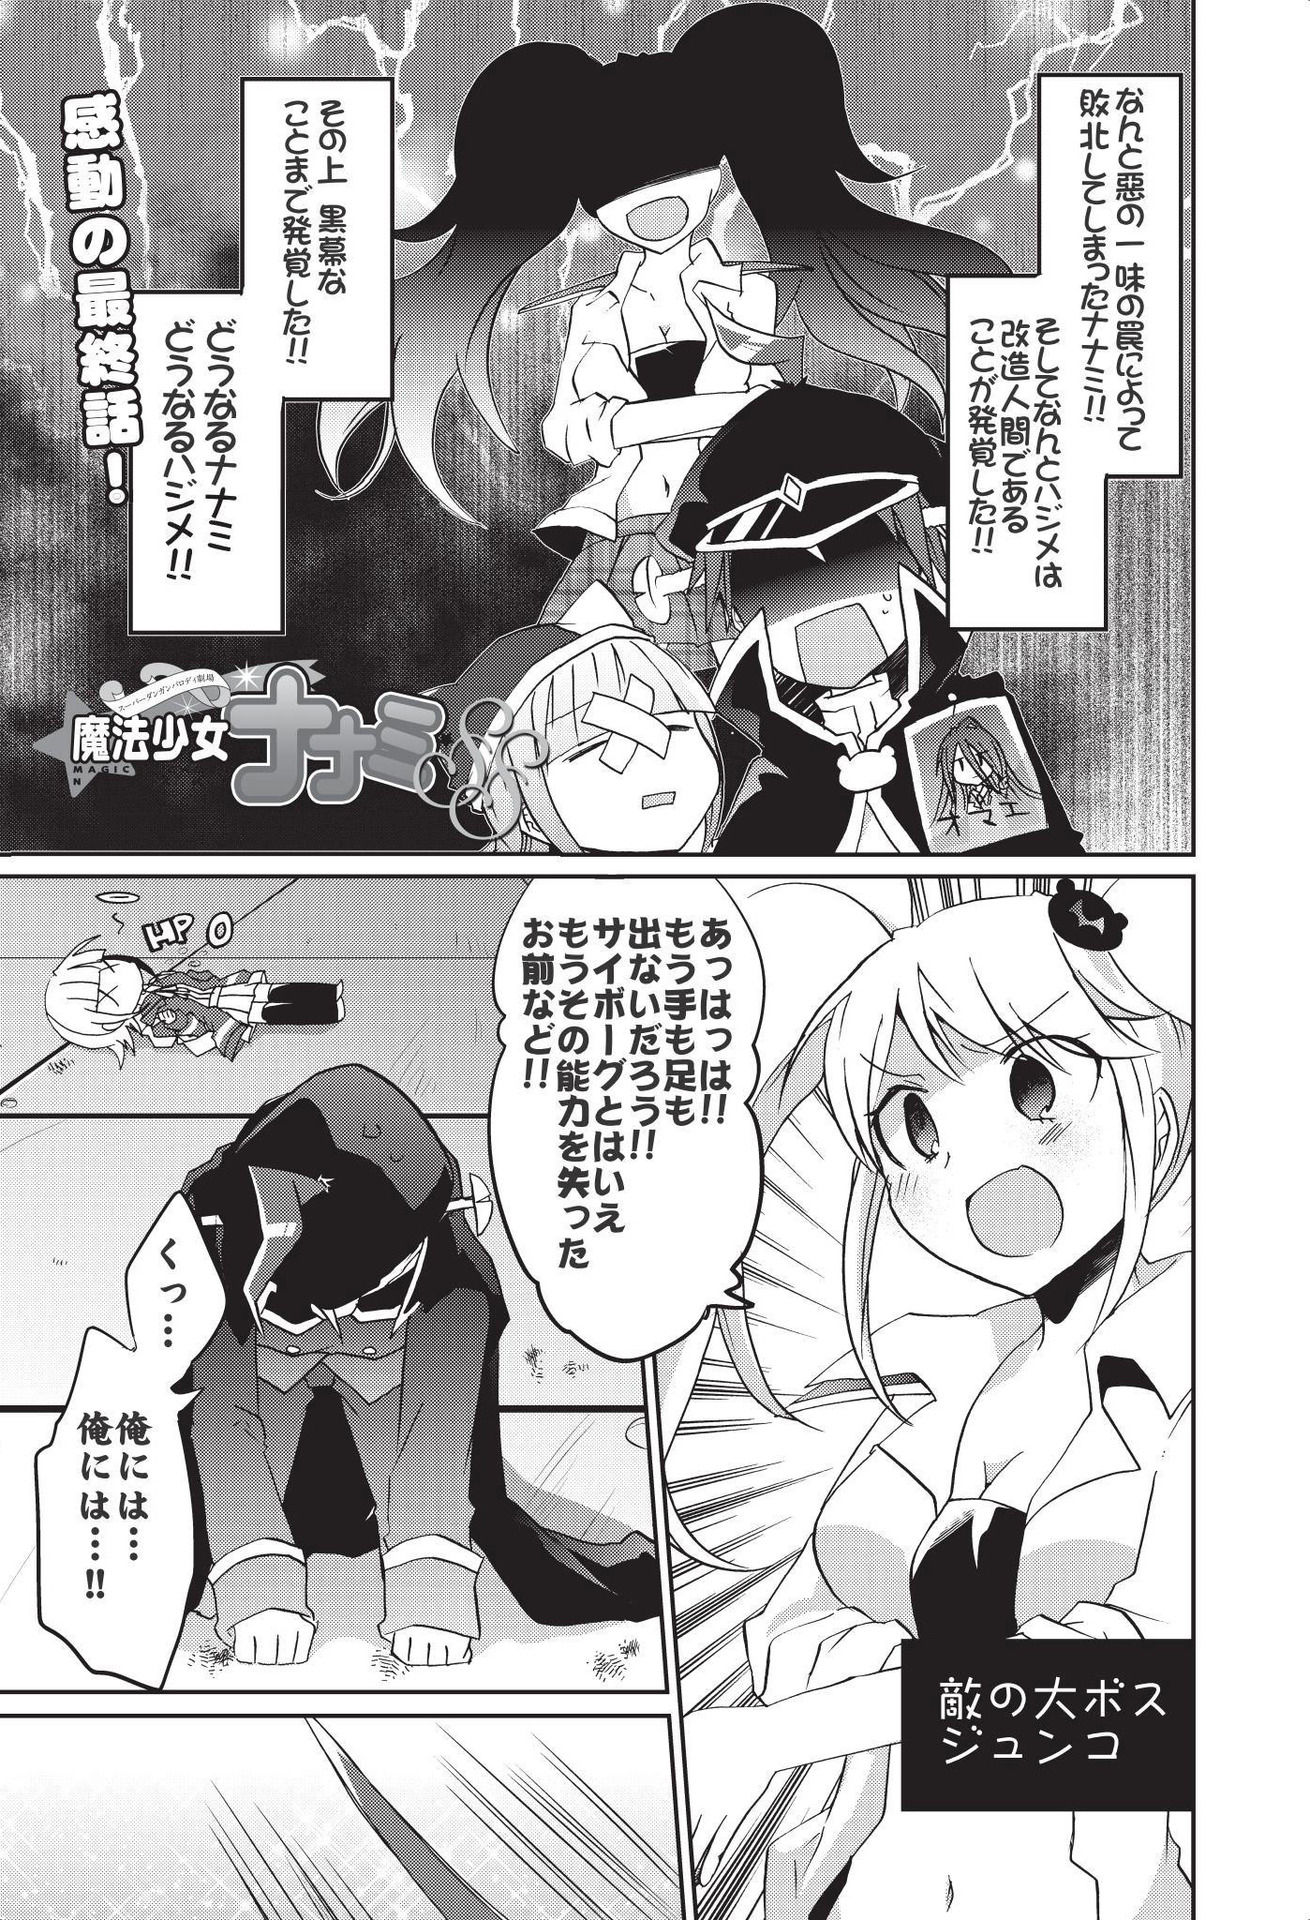 なんと惡の一味の罠によって
敗北してしまったナナミ!!
そしてなんとハジメは
改造人間である
ことが発覚した!!
その上 黒幕な
ことまで発覚した!!
どうなるナナミ
どうなるハジメ!!
感動の最終話!
スーパーダンガンパロディ劇場
魔法少女
ナナミ
MAGIC
N
オマエ
あっはっは!!
もう手も足も
出ないだろう!!
サイボーグとはいえ
もうその能力を失った
お前など!!
敵の大ボス
ジュンコ
HP 0
くっ…
俺には…
俺には…!!